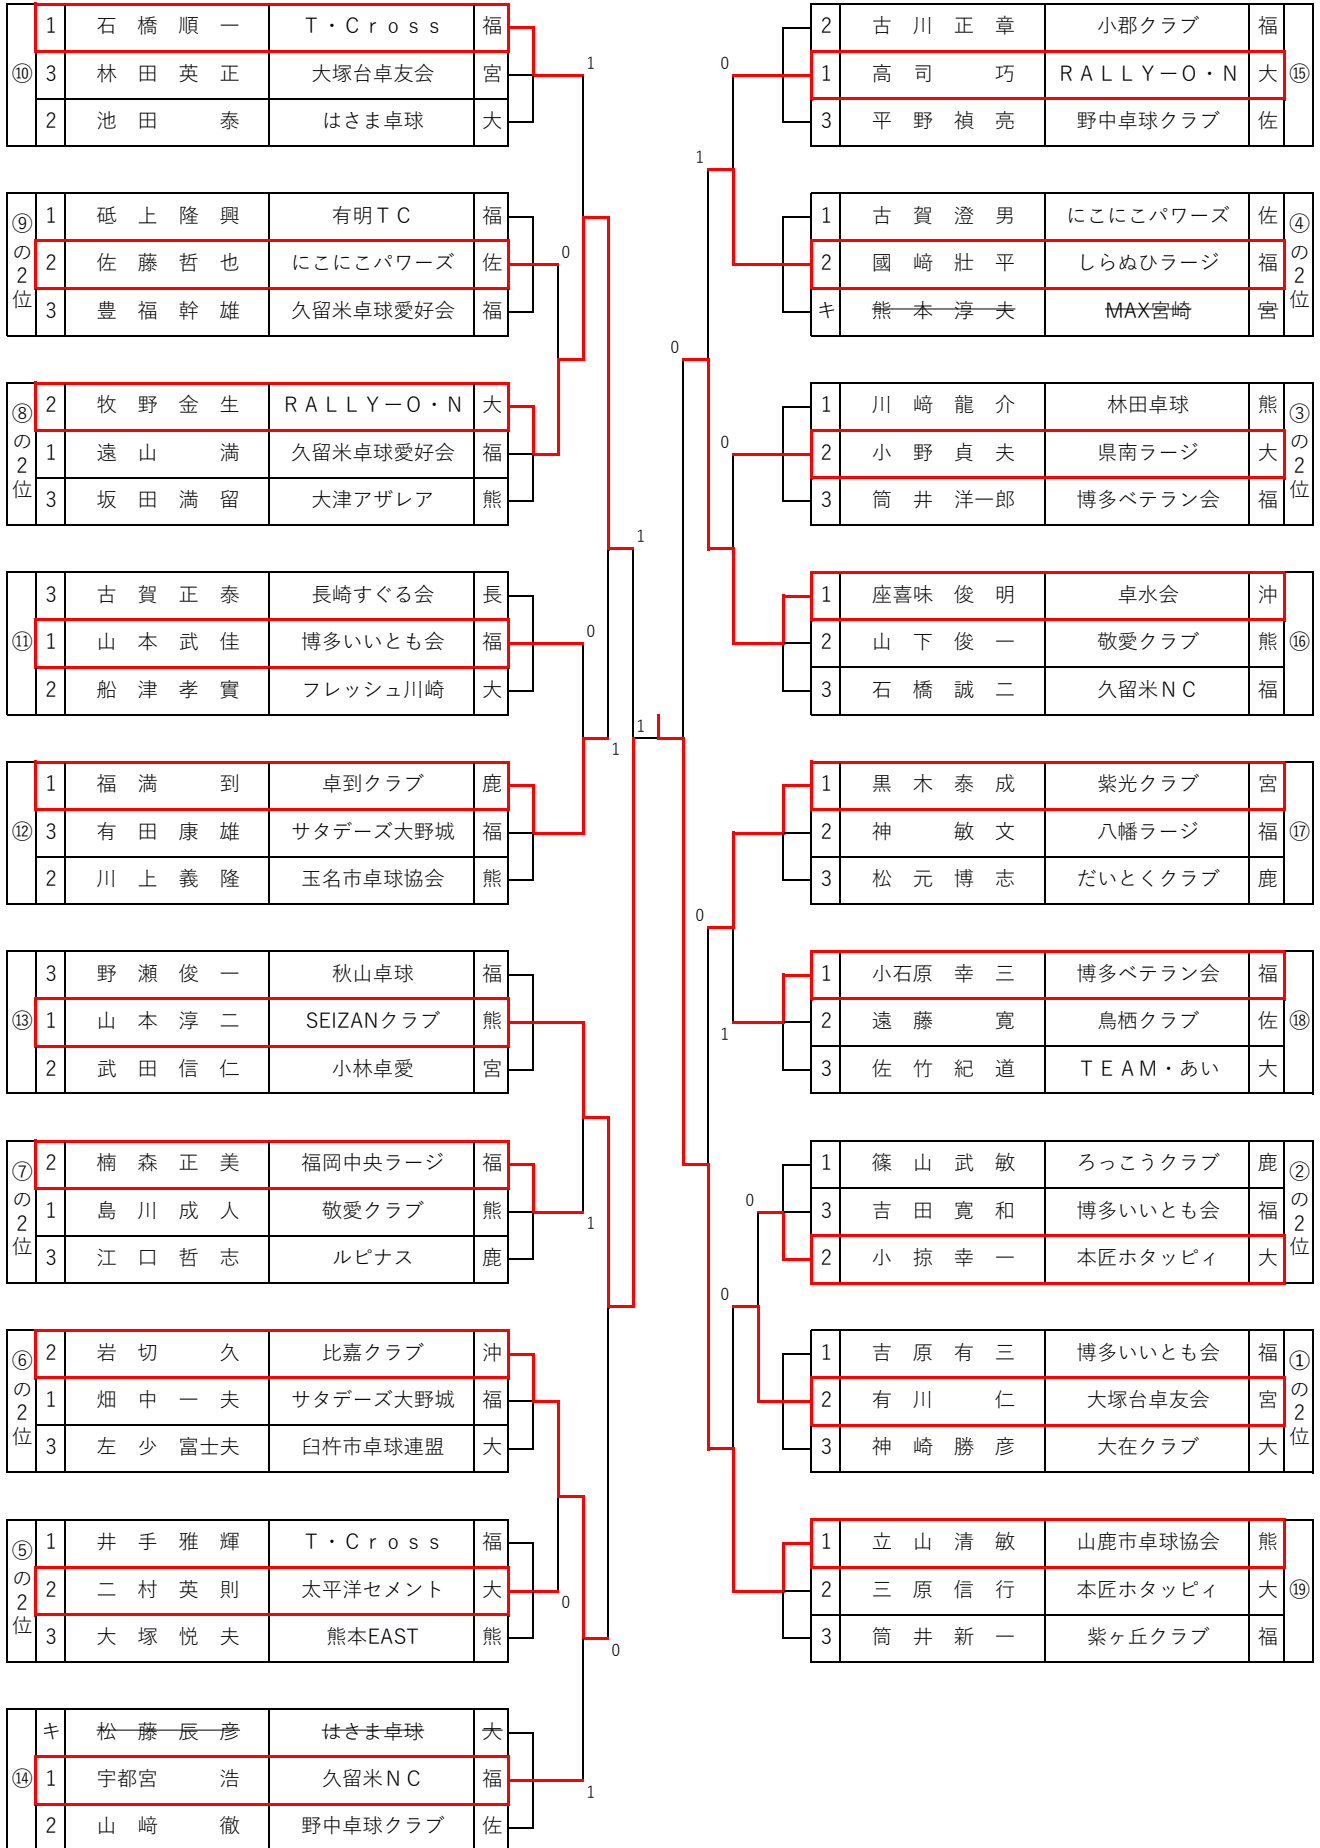 ⑩
1 石橋順一 T・Cross 福
3 林田英正 大塚台卓友会 宮
2 池田泰 はさま卓球 大
⑨の2位
1 砥上隆興 有明TC 福
2 佐藤哲也 にこにこパワーズ 佐
3 豊福幹雄 久留米卓球愛好会 福
⑧の2位
2 牧野金生 RALLYーO・N 大
1 遠山満 久留米卓球愛好会 福
3 坂田満留 大津アザレア 熊
⑪
3 古賀正泰 長崎すぐる会 長
1 山本武佳 博多いいとも会 福
2 船津孝實 フレッシュ川崎 大
⑫
1 福満到 卓到クラブ 鹿
3 有田康雄 サタデーズ大野城 福
2 川上義隆 玉名市卓球協会 熊
⑬
3 野瀬俊一 秋山卓球 福
1 山本淳二 SEIZANクラブ 熊
2 武田信仁 小林卓愛 宮
⑦の2位
2 楠森正美 福岡中央ラージ 福
1 島川成人 敬愛クラブ 熊
3 江口哲志 ルピナス 鹿
⑥の2位
2 岩切久 比嘉クラブ 沖
1 畑中一夫 サタデーズ大野城 福
3 左少富士夫 臼杵市卓球連盟 大
⑤の2位
1 井手雅輝 T・Cross 福
2 二村英則 太平洋セメント 大
3 大塚悦夫 熊本EAST 熊
⑭
キ 松藤辰彦 はさま卓球 大
1 宇都宮浩 久留米NC 福
2 山﨑徹 野中卓球クラブ 佐
1
0
1
0
1
1
1
0
0
1
0
1
0
0
0
1
0
0
2 古川正章 小郡クラブ 福
1 高司巧 RALLYーO・N 大
3 平野禎亮 野中卓球クラブ 佐
⑮
1 古賀澄男 にこにこパワーズ 佐
2 國﨑壯平 しらぬひラージ 福
キ 熊本淳夫 MAX宮崎 宮
④の2位
1 川﨑龍介 林田卓球 熊
2 小野貞夫 県南ラージ 大
3 筒井洋一郎 博多ベテラン会 福
③の2位
1 座喜味俊明 卓水会 沖
2 山下俊一 敬愛クラブ 熊
3 石橋誠二 久留米NC 福
⑯
1 黒木泰成 紫光クラブ 宮
2 神敏文 八幡ラージ 福
3 松元博志 だいとくクラブ 鹿
⑰
1 小石原幸三 博多ベテラン会 福
2 遠藤寛 鳥栖クラブ 佐
3 佐竹紀道 TEAM・あい 大
⑱
1 篠山武敏 ろっこうクラブ 鹿
3 吉田寛和 博多いいとも会 福
2 小掠幸一 本匠ホタッピィ 大
②の2位
1 吉原有三 博多いいとも会 福
2 有川仁 大塚台卓友会 宮
3 神崎勝彦 大在クラブ 大
①の2位
1 立山清敏 山鹿市卓球協会 熊
2 三原信行 本匠ホタッピィ 大
3 筒井新一 紫ヶ丘クラブ 福
⑲